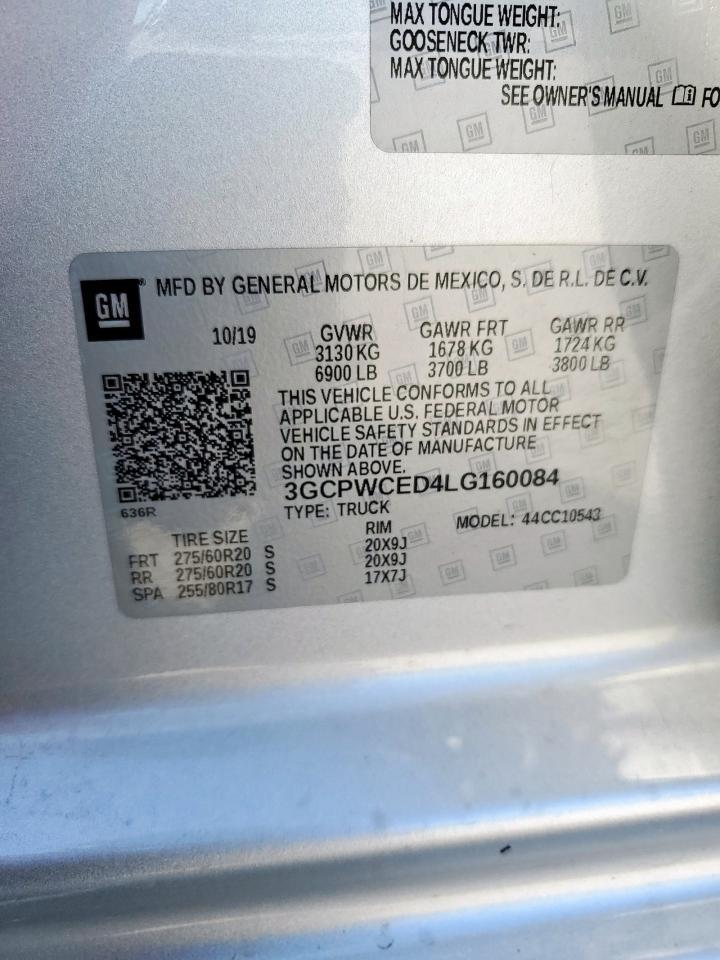 MAX TONGUE WEIGHT:
GOOSENECK TWR:
MAX TONGUE WEIGHT:
SEE OWNER'S MANUAL FO
GM® MFD BY GENERAL MOTORS DE MEXICO, S. DE R.L. DE C.V.
10/19 GVWR GAWR FRT GAWR RR
3130 KG 1678 KG 1724 KG
6900 LB 3700 LB 3800 LB
THIS VEHICLE CONFORMS TO ALL
APPLICABLE U.S. FEDERAL MOTOR
VEHICLE SAFETY STANDARDS IN EFFECT
ON THE DATE OF MANUFACTURE
SHOWN ABOVE.
3GCPWCED4LG160084
636R
TYPE: TRUCK MODEL: 44CC10543
TIRE SIZE RIM
FRT 275/60R20 S 20X9J
RR 275/60R20 S 20X9J
SPA 255/80R17 S 17X7J